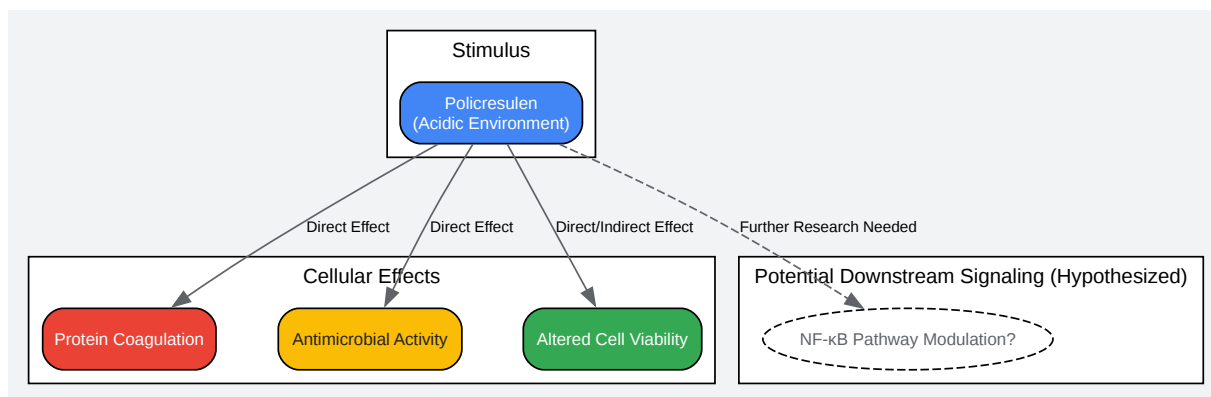 Stimulus
Policresulen
(Acidic Environment)
Direct Effect
Direct Effect
Direct/Indirect Effect
Further Research Needed
Cellular Effects
Potential Downstream Signaling (Hypothesized)
Protein Coagulation
Antimicrobial Activity
Altered Cell Viability
NF-κB Pathway Modulation?